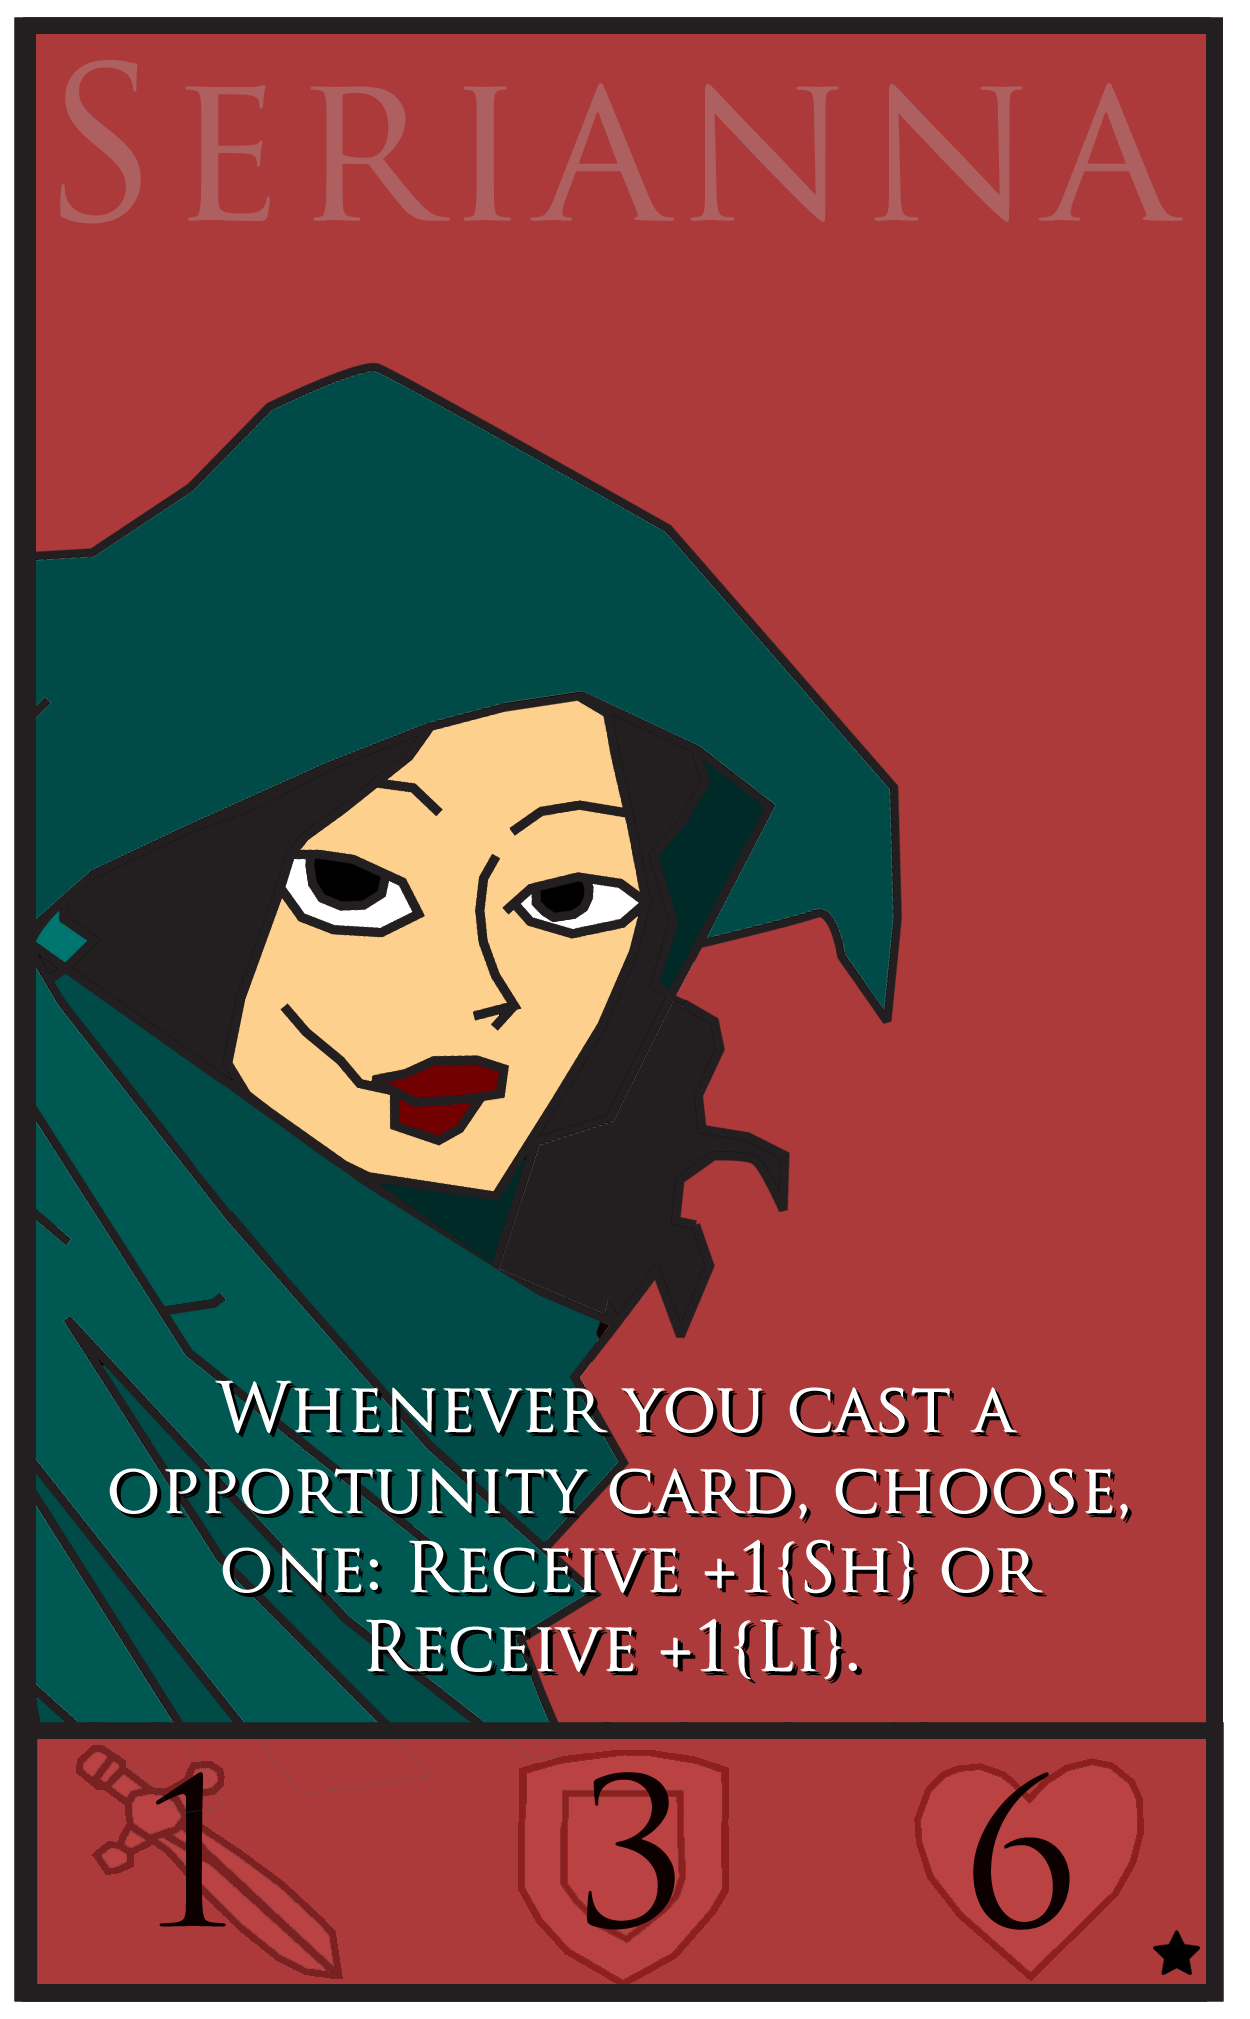 SERIANNA
WHENEVER YOU CAST A
OPPORTUNITY CARD, CHOOSE,
ONE: RECEIVE +1{SH} OR
RECEIVE +1{LI}.
1 3 6